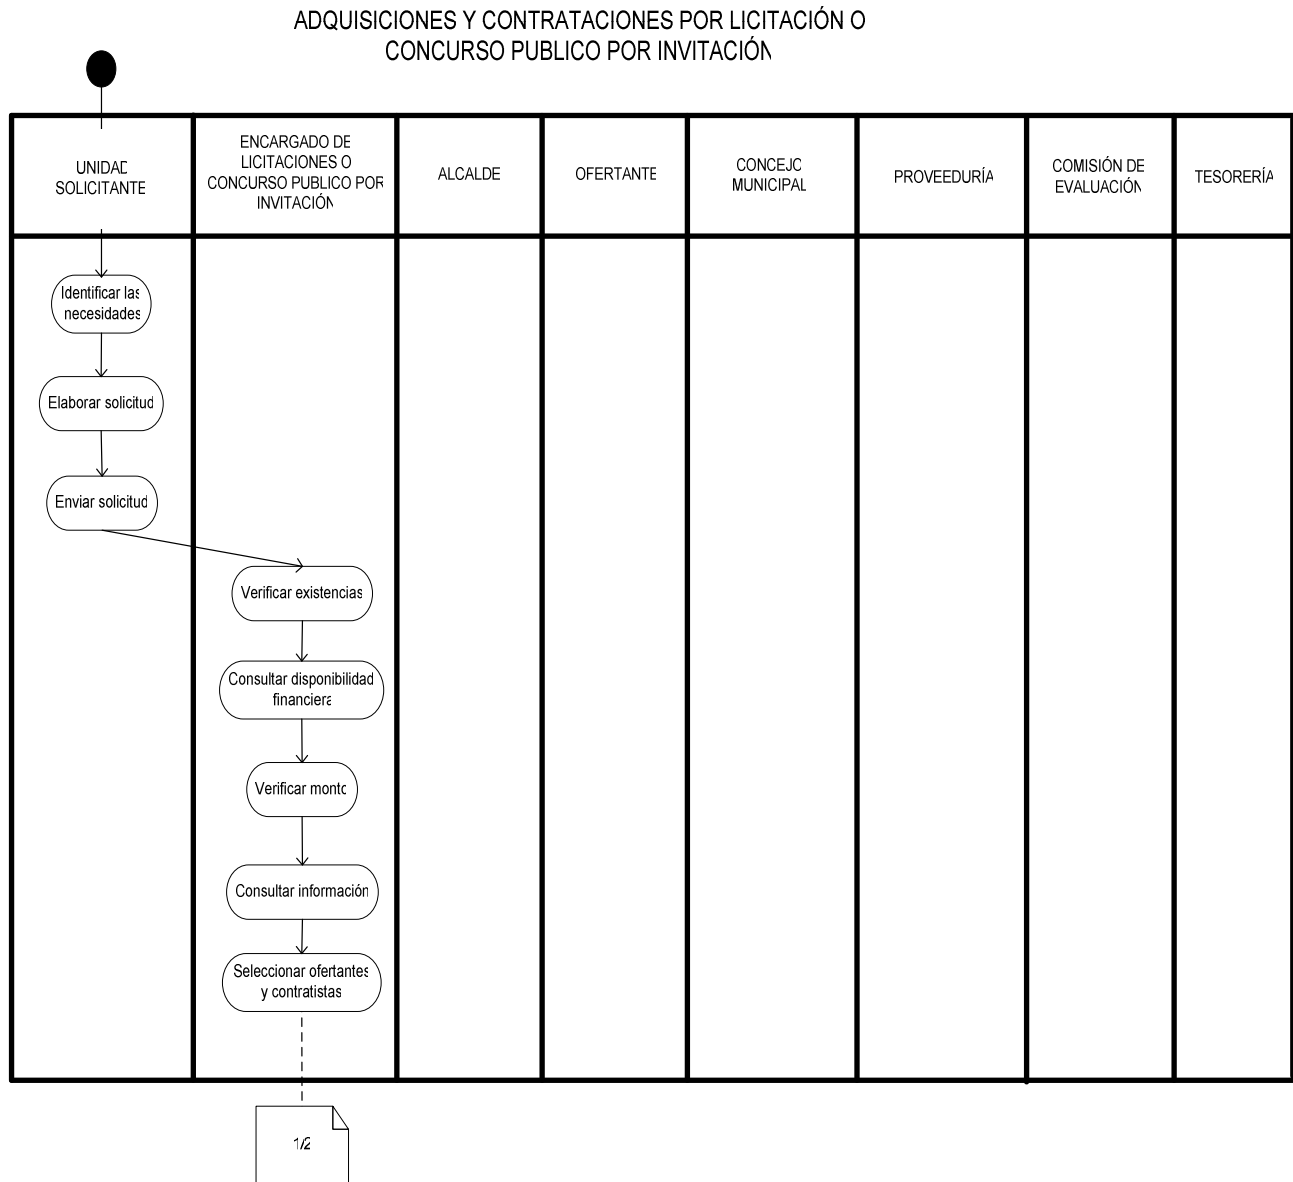 ADQUISICIONES Y CONTRATACIONES POR LICITACIÓN O
CONCURSO PUBLICO POR INVITACIÓN
UNIDAD
SOLICITANTE
ENCARGADO DE
LICITACIONES O
CONCURSO PUBLICO POR
INVITACIÓN
ALCALDE
OFERTANTE
CONCEJO
MUNICIPAL
PROVEEDURÍA
COMISIÓN DE
EVALUACIÓN
TESORERÍA
Identificar las
necesidades
Elaborar solicitud
Enviar solicitud
Verificar existencias
Consultar disponibilidad
financiera
Verificar monto
Consultar información
Seleccionar ofertantes
y contratistas
1/2